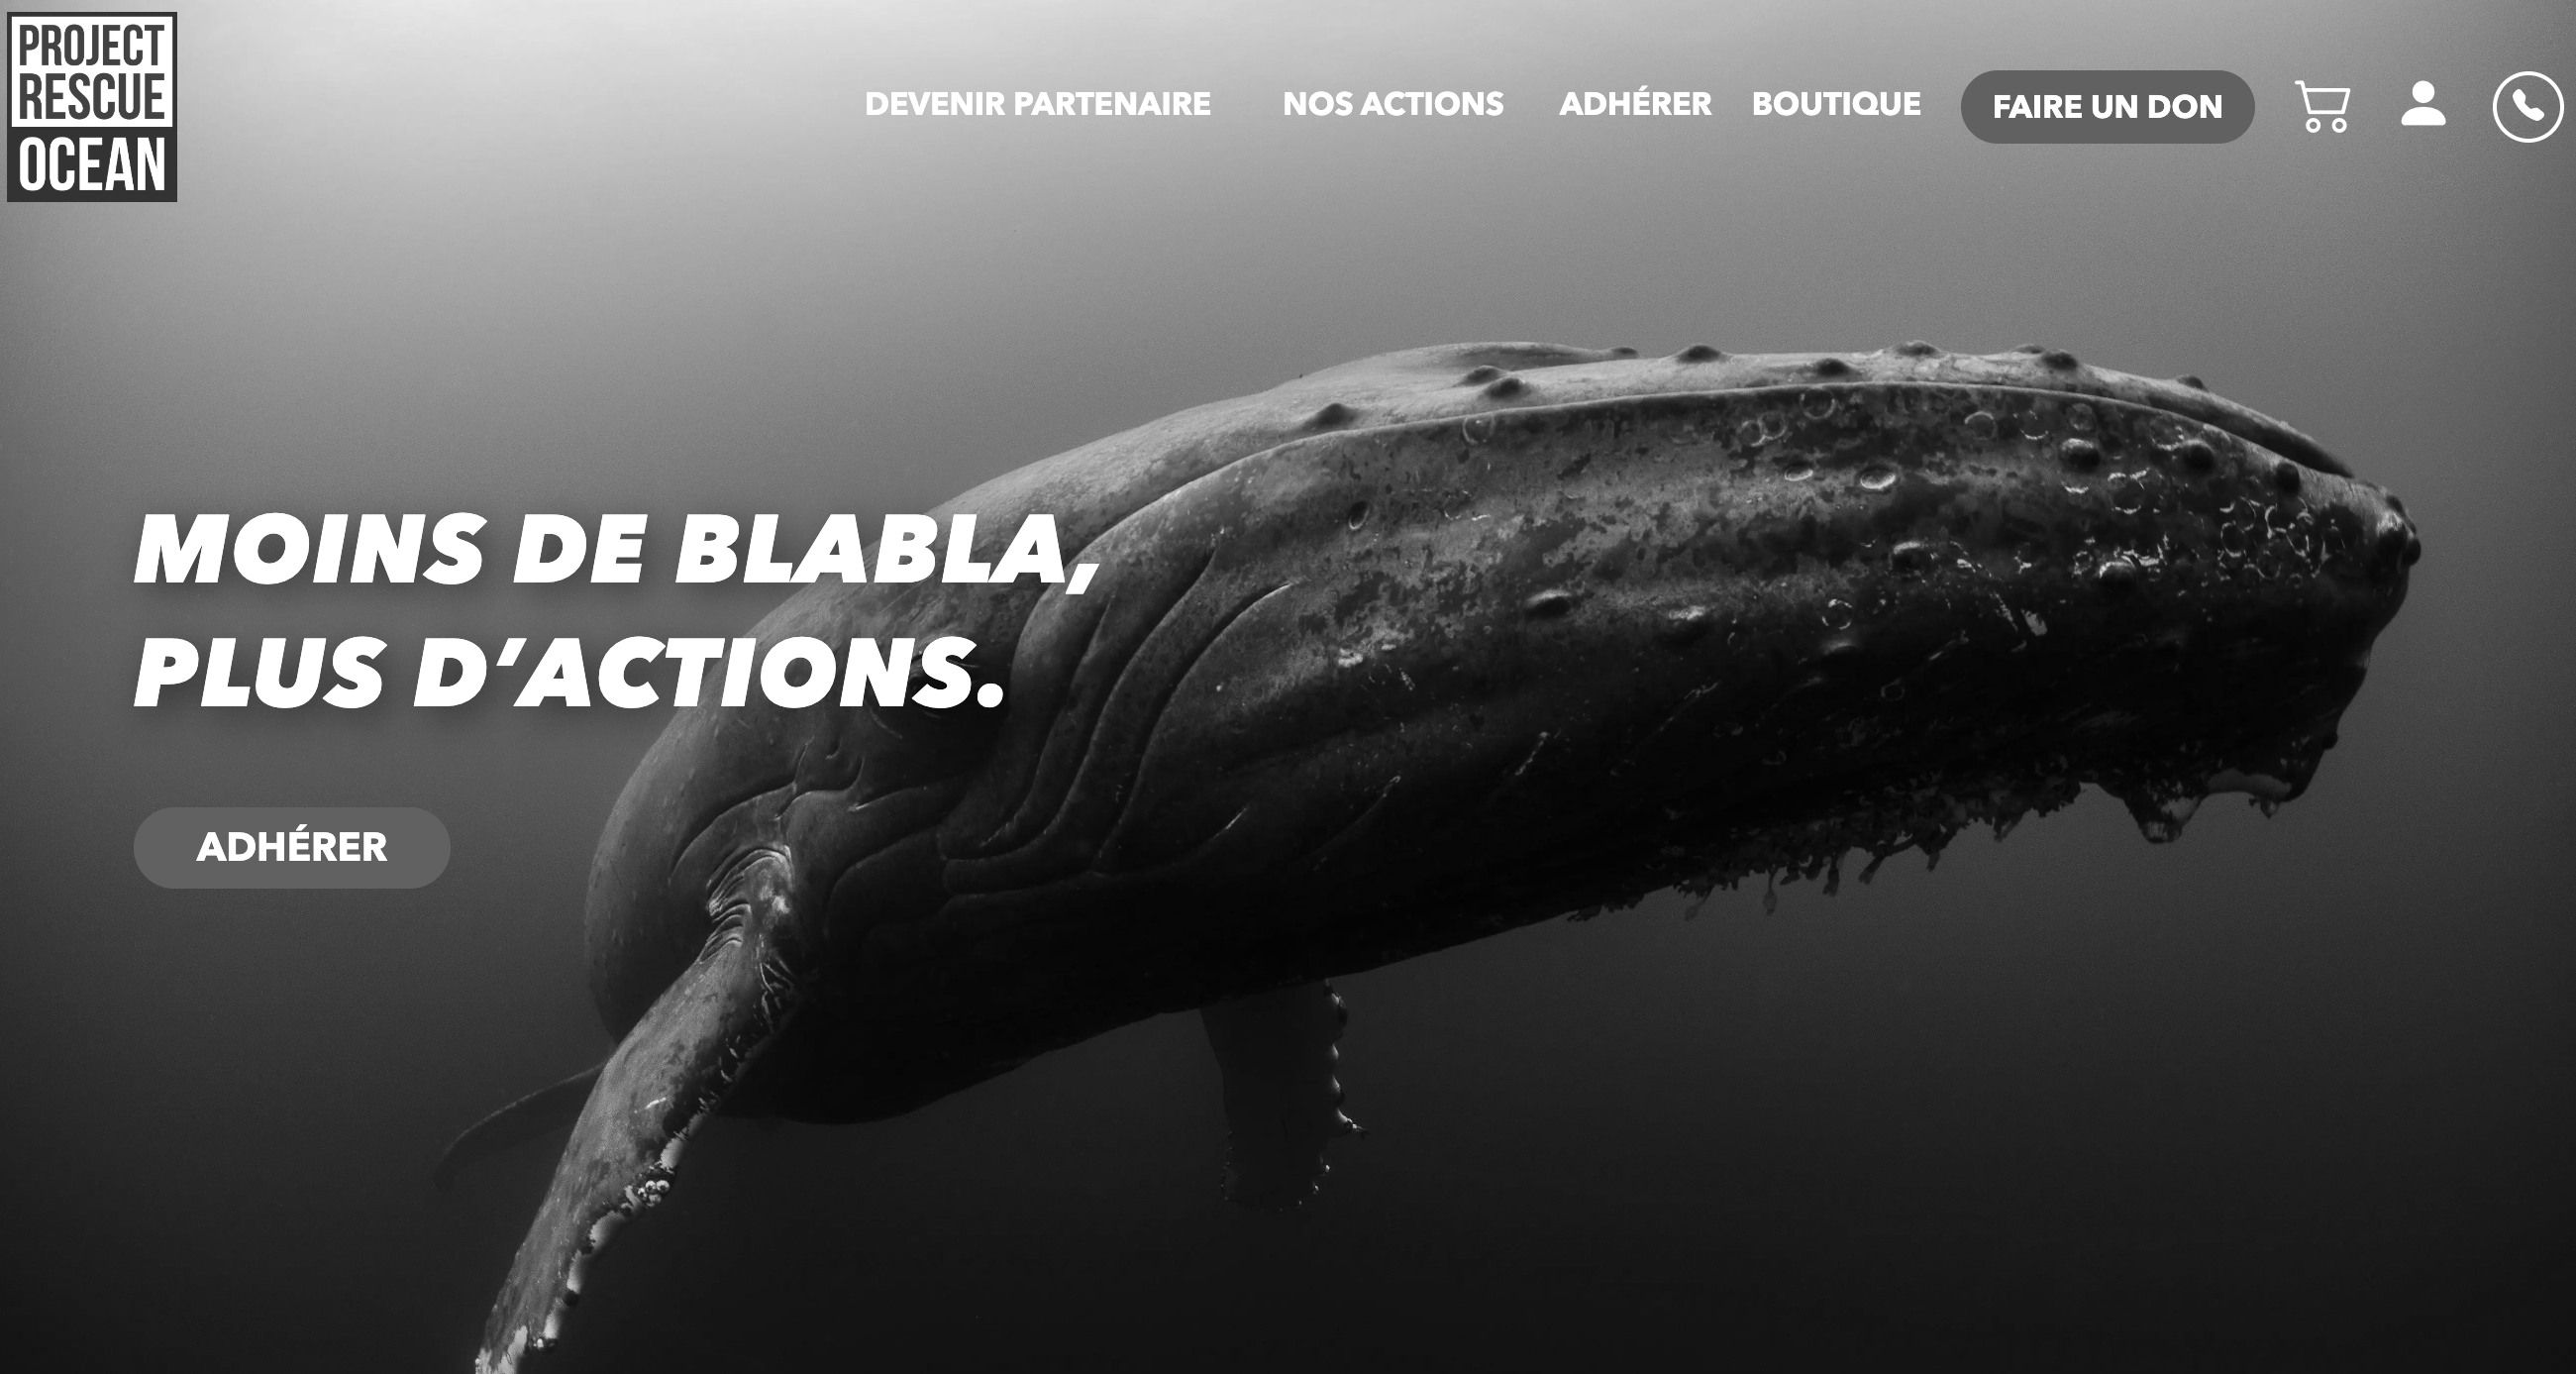 PROJECT
RESCUE
OCEAN
DEVENIR PARTENAIRE
NOS ACTIONS
ADHÉRER
BOUTIQUE
FAIRE UN DON
MOINS DE BLABLA,
PLUS D’ACTIONS.
ADHÉRER